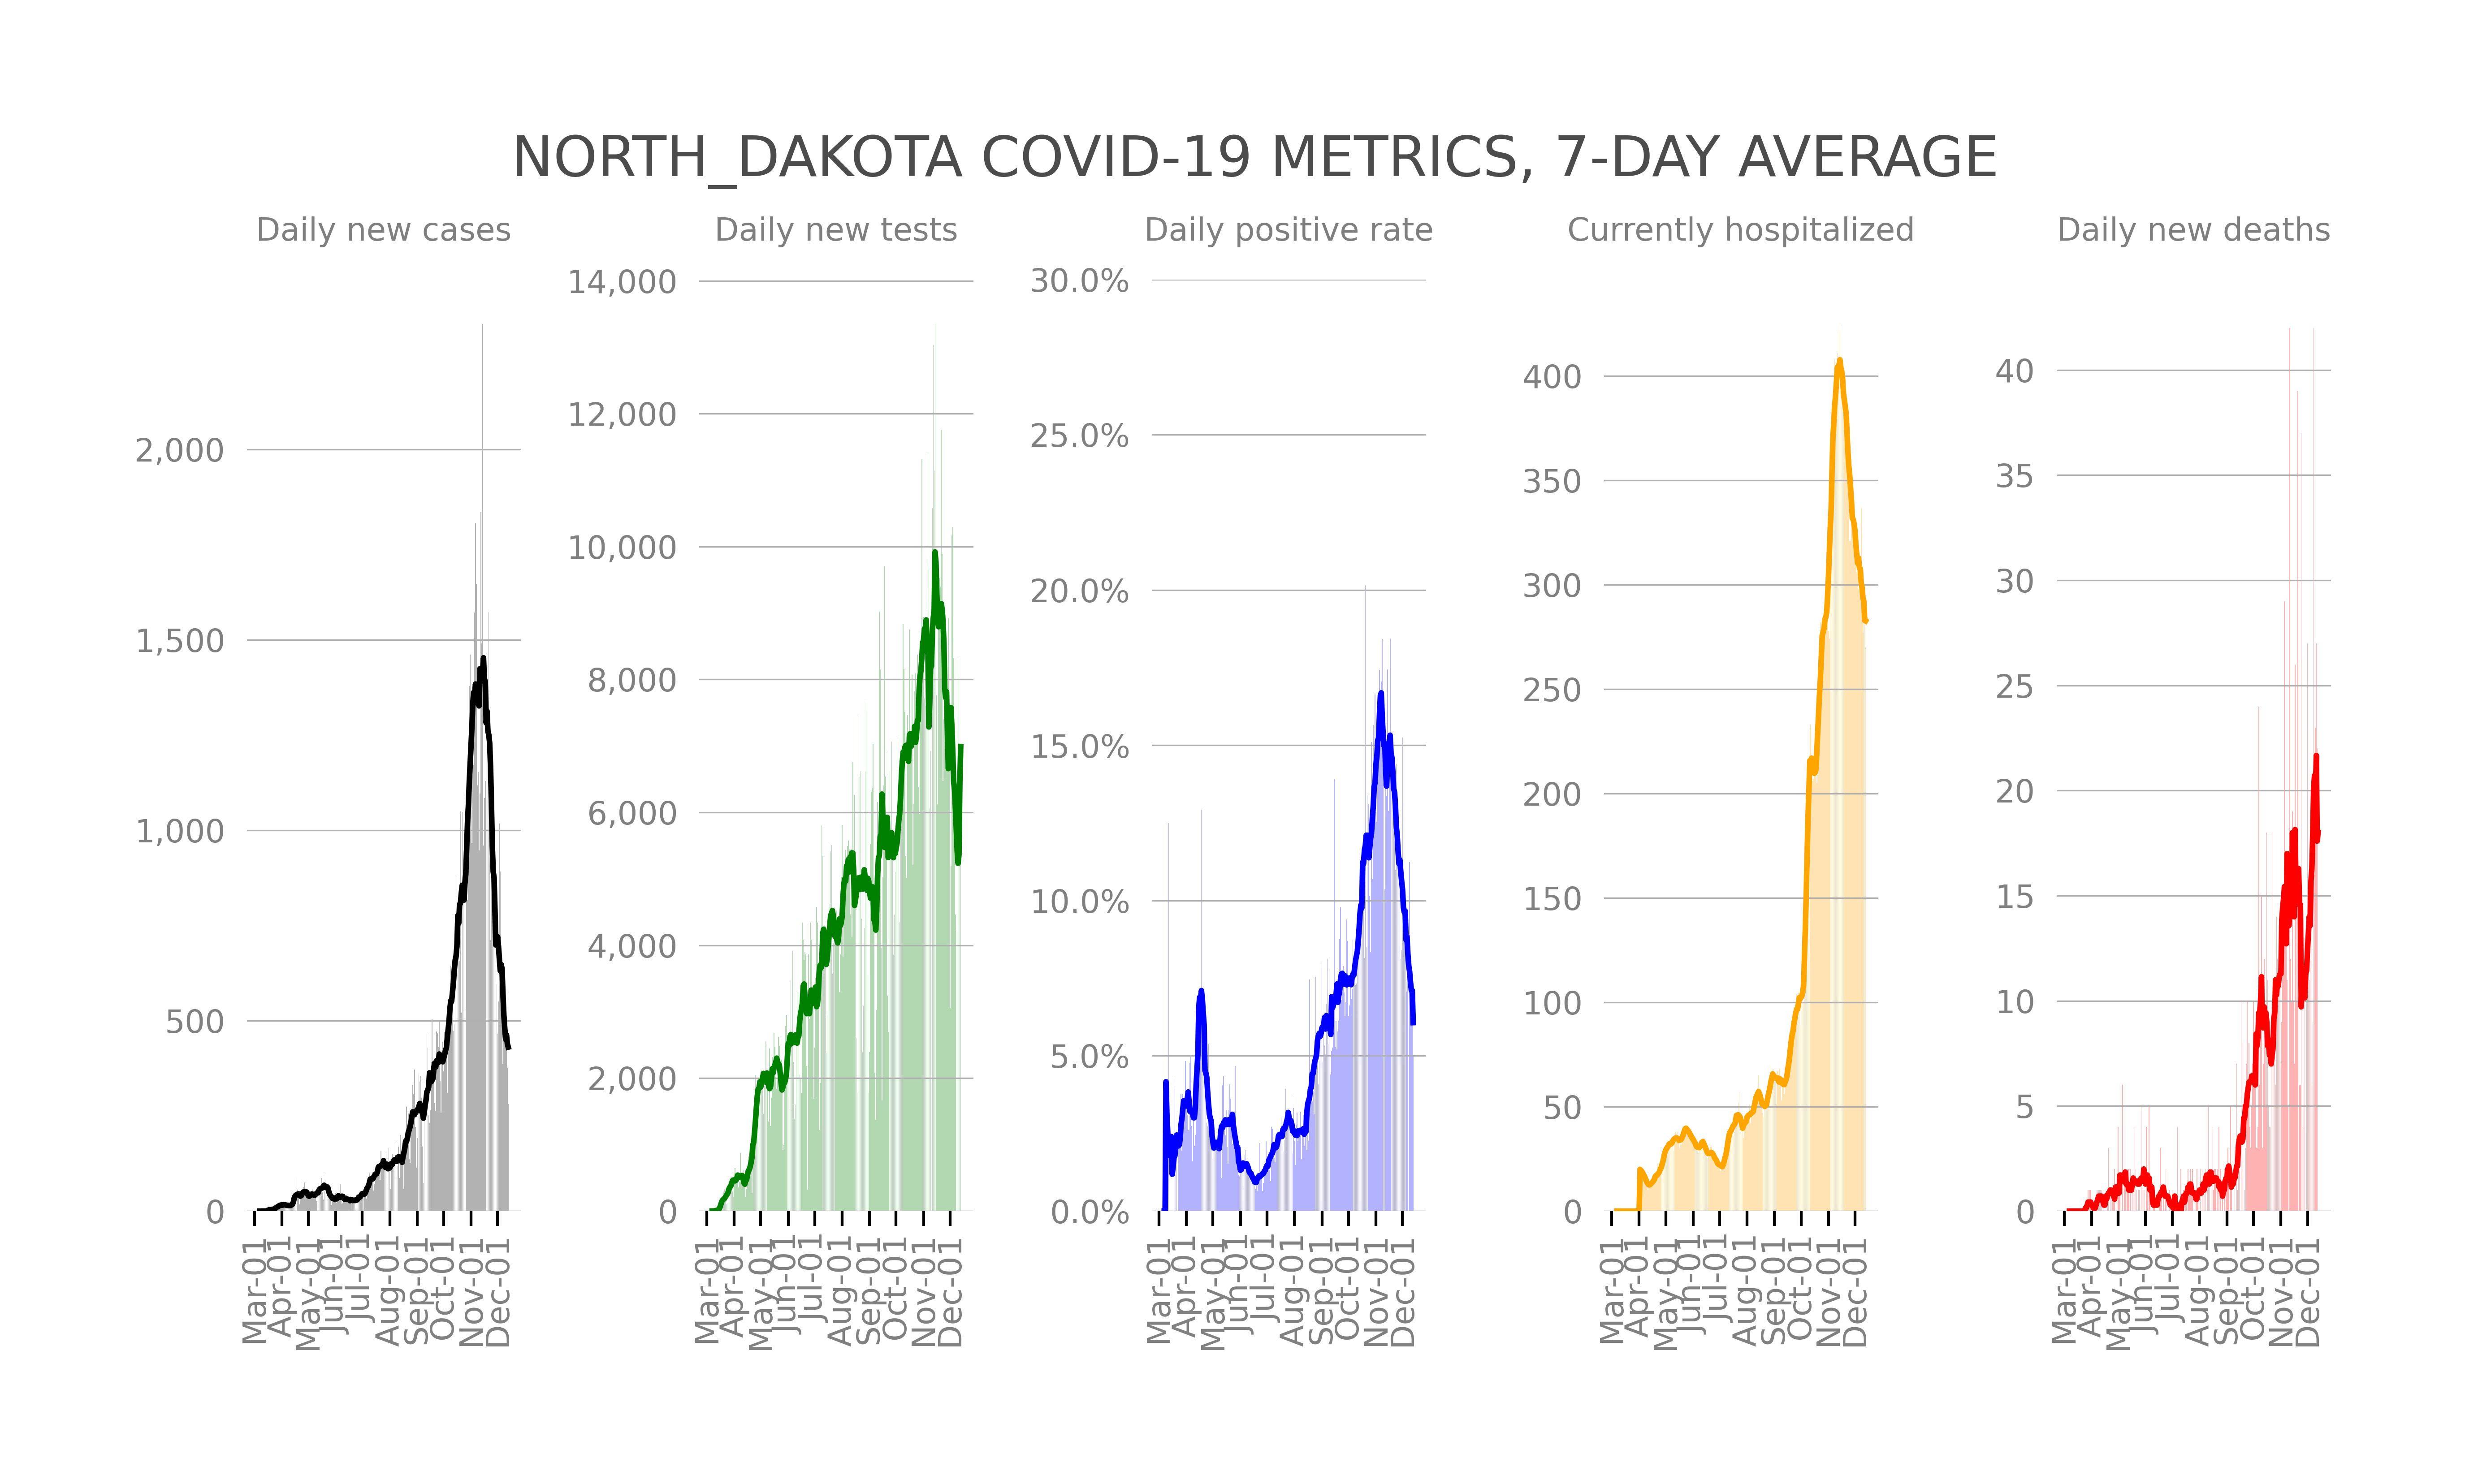 NORTH_DAKOTA COVID-19 METRICS, 7-DAY AVERAGE
Daily new cases
2,000
1,500
1,000
500
0
Mar-01
Apr-01
May-01
Jun-01
Jul-01
Aug-01
Sep-01
Oct-01
Nov-01
Dec-01
Daily new tests
14,000
12,000
10,000
8,000
6,000
4,000
2,000
0
Mar-01
Apr-01
May-01
Jun-01
Jul-01
Aug-01
Sep-01
Oct-01
Nov-01
Dec-01
Daily positive rate
30.0%
25.0%
20.0%
15.0%
10.0%
5.0%
0.0%
Mar-01
Apr-01
May-01
Jun-01
Jul-01
Aug-01
Sep-01
Oct-01
Nov-01
Dec-01
Currently hospitalized
400
350
300
250
200
150
100
50
0
Mar-01
Apr-01
May-01
Jun-01
Jul-01
Aug-01
Sep-01
Oct-01
Nov-01
Dec-01
Daily new deaths
40
35
30
25
20
15
10
5
0
Mar-01
Apr-01
May-01
Jun-01
Jul-01
Aug-01
Sep-01
Oct-01
Nov-01
Dec-01